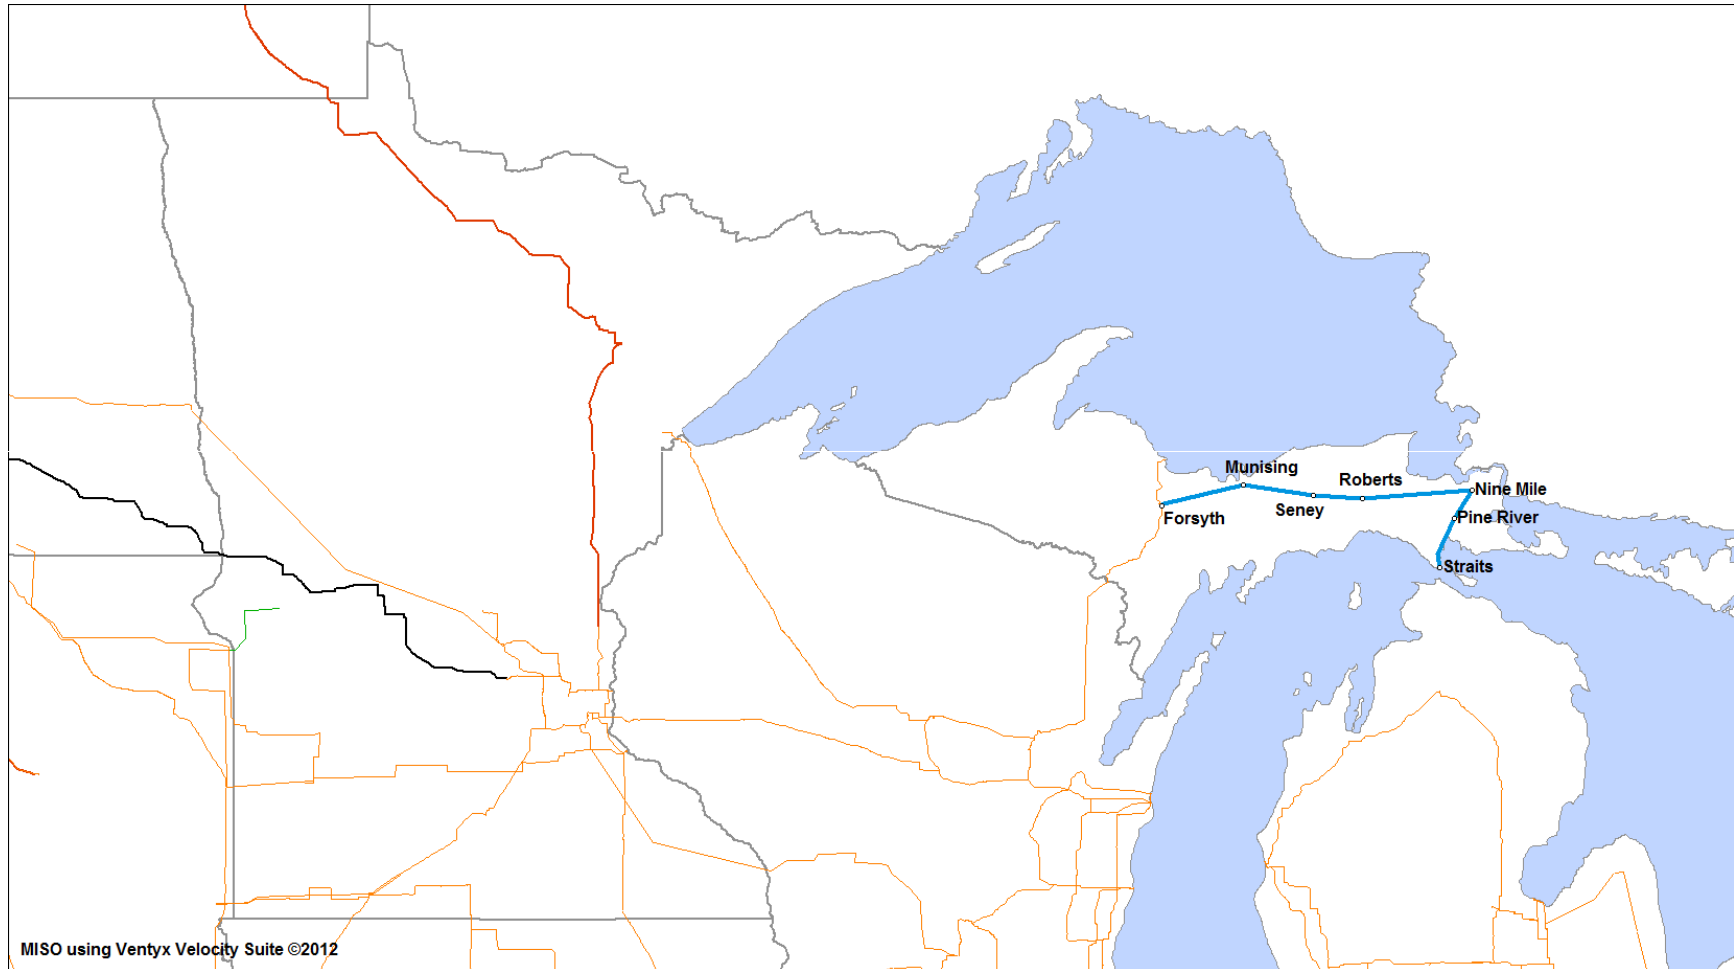 Munising
Roberts
Nine Mile
Seney
Forsyth
Pine River
Straits
MISO using Ventyx Velocity Suite ©2012